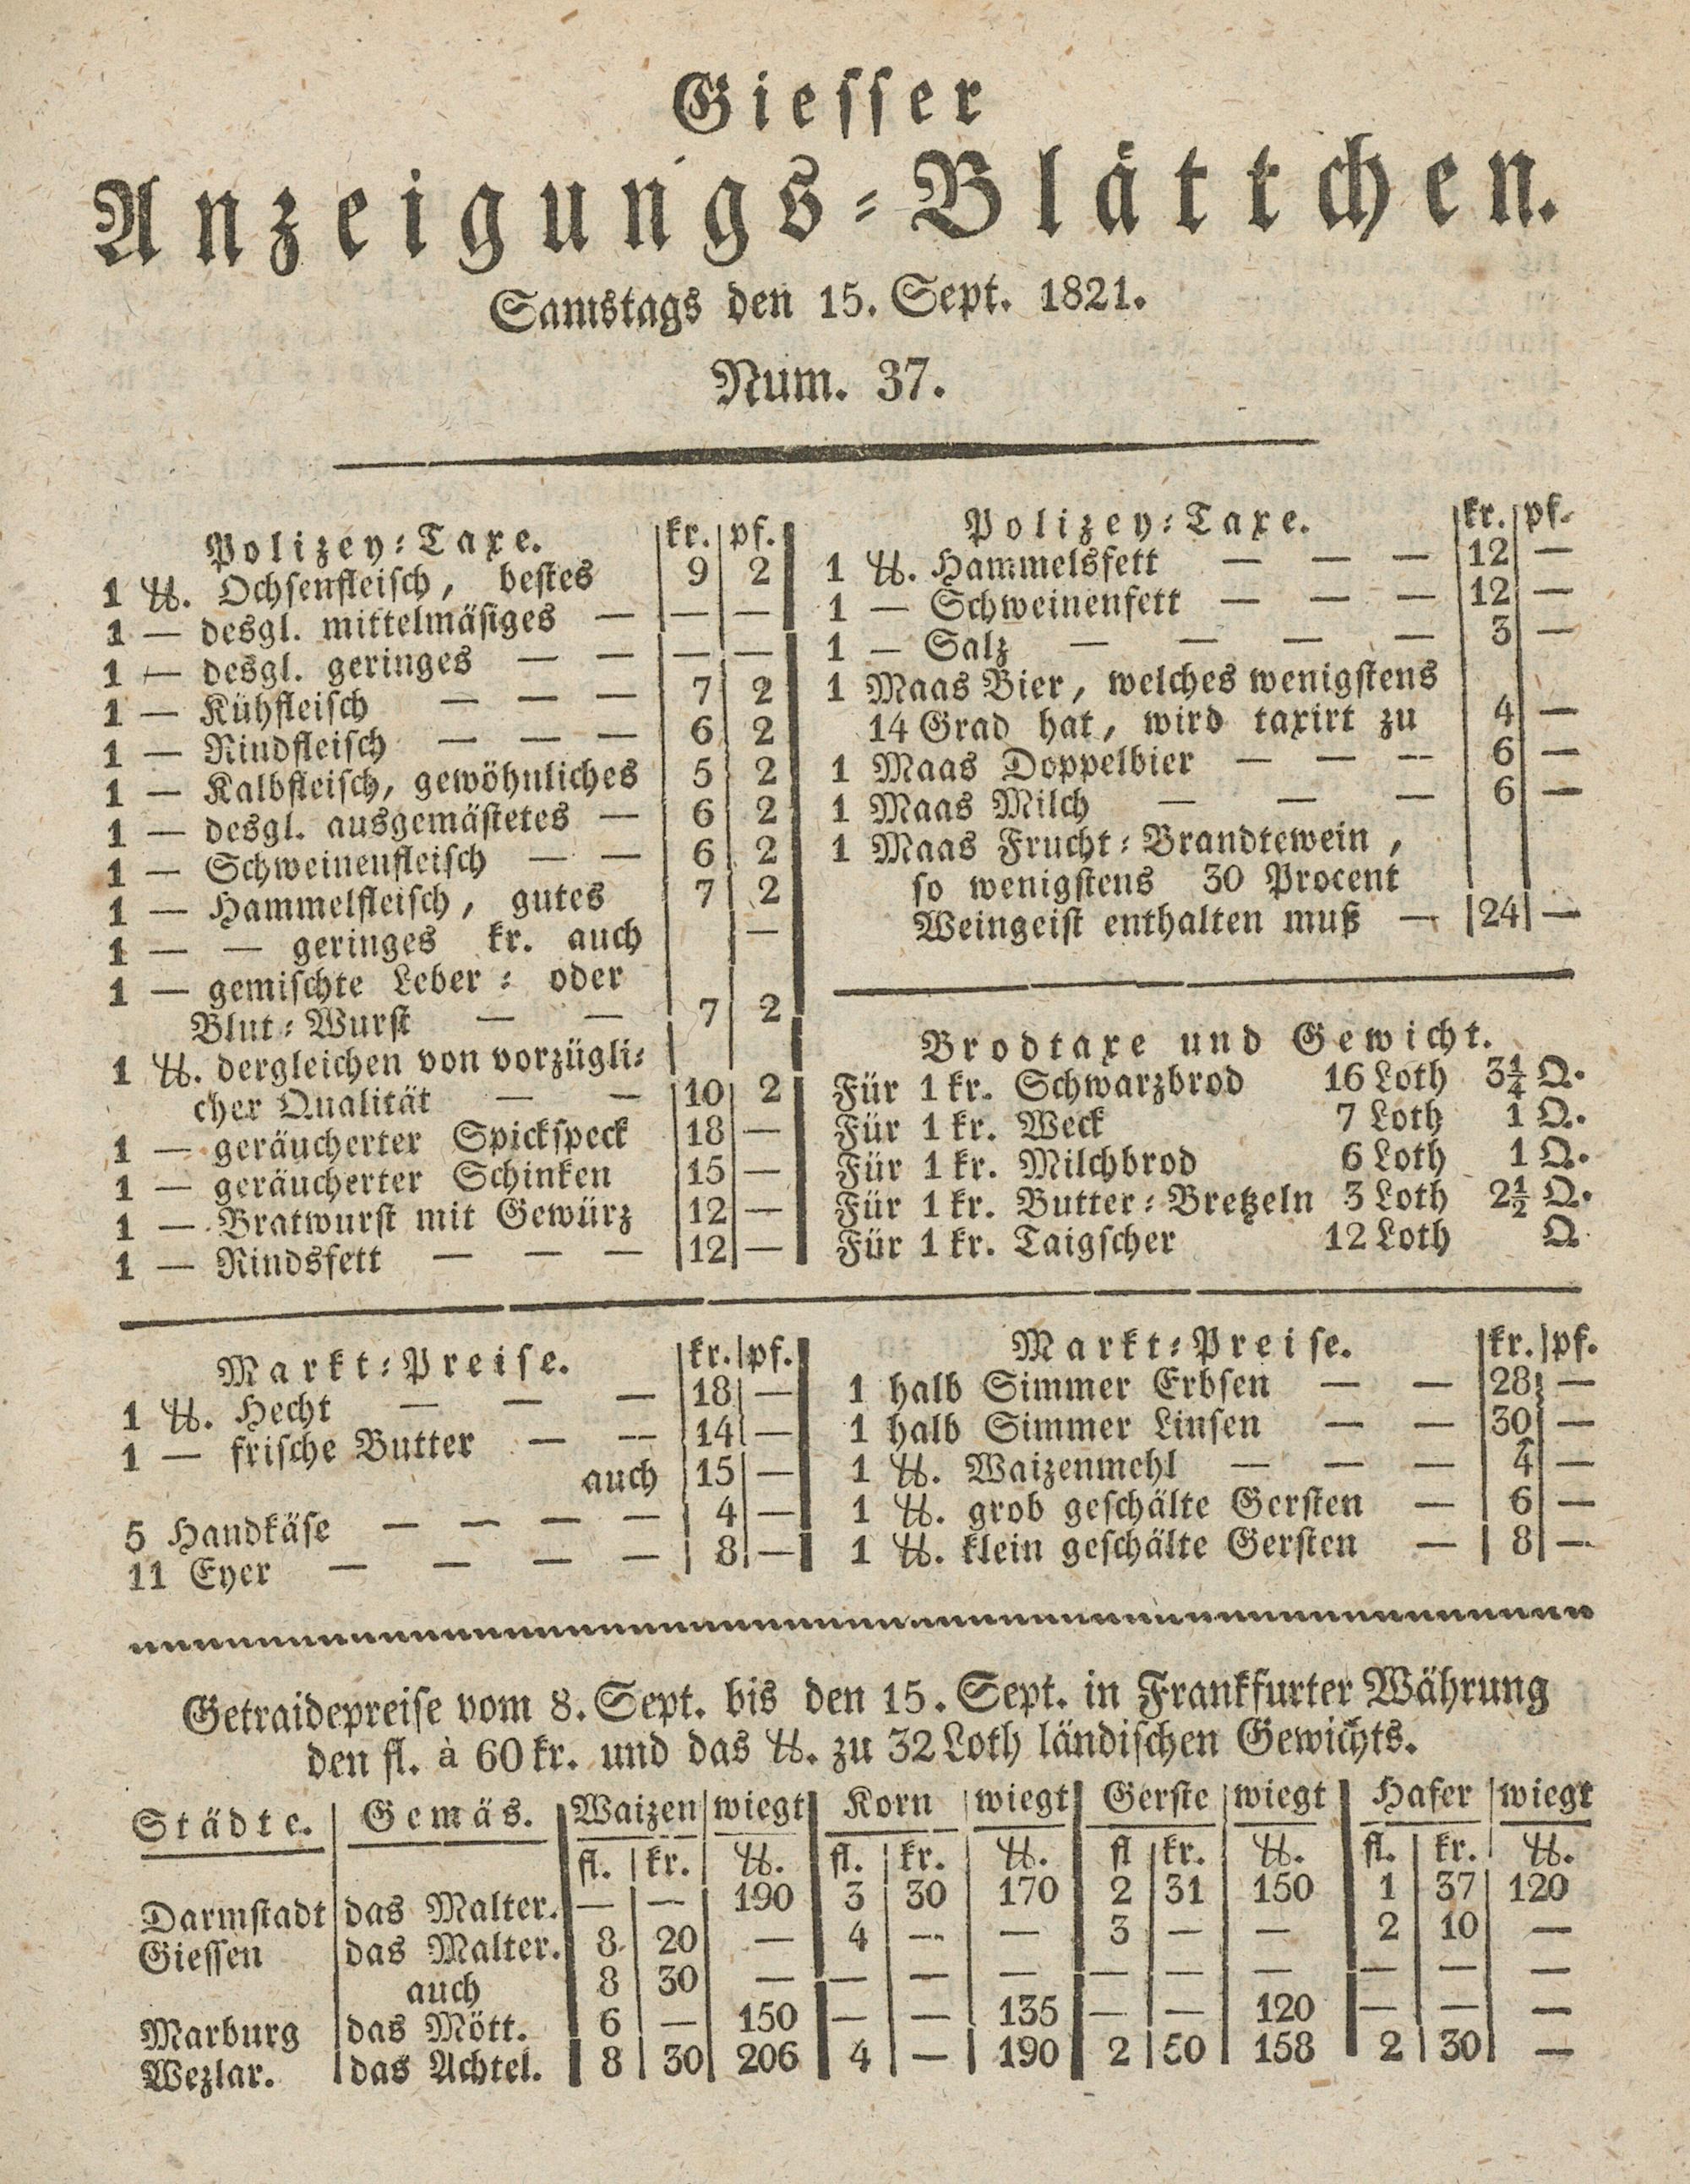 Giesser
Anzeigungs-Blättchen.
Samstags den 15. Sept. 1821.
Num. 37.
Polizey-Taxe. kr. pf.
1 ℔. Ochsenfleisch, bestes 9 2
1 — desgl. mittelmäsiges — — —
1 — desgl. geringes — — — —
1 — Kühfleisch — — — 7 2
1 — Rindfleisch — — — 6 2
1 — Kalbfleisch, gewöhnliches 5 2
1 — desgl. ausgemästetes — 6 2
1 — Schweinenfleisch — — 6 2
1 — Hammelfleisch, gutes 7 2
1 — — geringes kr. auch —
1 — gemischte Leber- oder
Blut-Wurst — — 7 2
1 ℔. dergleichen von vorzügli-
cher Qualität — — 10 2
1 — geräucherter Spickspeck 18 —
1 — geräucherter Schinken 15 —
1 — Bratwurst mit Gewürz 12 —
1 — Rindsfett — — — 12 —
Polizey-Taxe. kr. pf.
1 ℔. Hammelsfett — — — 12 —
1 — Schweinenfett — — — 12 —
1 — Salz — — — — 3 —
1 Maas Bier, welches wenigstens
14 Grad hat, wird taxirt zu 4 —
1 Maas Doppelbier — — — 6 —
1 Maas Milch — — — 6 —
1 Maas Frucht-Brandtewein,
so wenigstens 30 Procent
Weingeist enthalten muß — 24 —
Brodtaxe und Gewicht.
Für 1 kr. Schwarzbrod 16 Loth 3¼ Q.
Für 1 kr. Weck 7 Loth 1 Q.
Für 1 kr. Milchbrod 6 Loth 1 Q.
Für 1 kr. Butter-Bretzeln 3 Loth 2½ Q.
Für 1 kr. Taigscher 12 Loth Q
Markt-Preise. kr. pf.
1 ℔. Hecht — — — 18 —
1 — frische Butter — — 14 —
auch 15 —
5 Handkäse — — — — 4 —
11 Eyer — — — — 8 —
Markt-Preise. kr. pf.
1 halb Simmer Erbsen — — 28 —
1 halb Simmer Linsen — — 30 —
1 ℔. Waizenmehl — — — 4 —
1 ℔. grob geschälte Gersten — 6 —
1 ℔. klein geschälte Gersten — 8 —
Getraidepreise vom 8. Sept. bis den 15. Sept. in Frankfurter Währung
den fl. à 60 kr. und das ℔. zu 32 Loth ländischen Gewichts.
Städte. Gemäs. Waizen wiegt Korn wiegt Gerste wiegt Hafer wiegt
fl. kr. ℔. fl. kr. ℔. fl kr. ℔. fl. kr. ℔.
Darmstadt das Malter. — — 190 3 30 170 2 31 150 1 37 120
Giessen das Malter. 8 20 — 4 — — 3 — — 2 10 —
auch 8 30 — — — — — — — — — —
Marburg das Mött. 6 — 150 — — 135 — — 120 — — —
Wezlar. das Achtel. 8 30 206 4 — 190 2 50 158 2 30 —